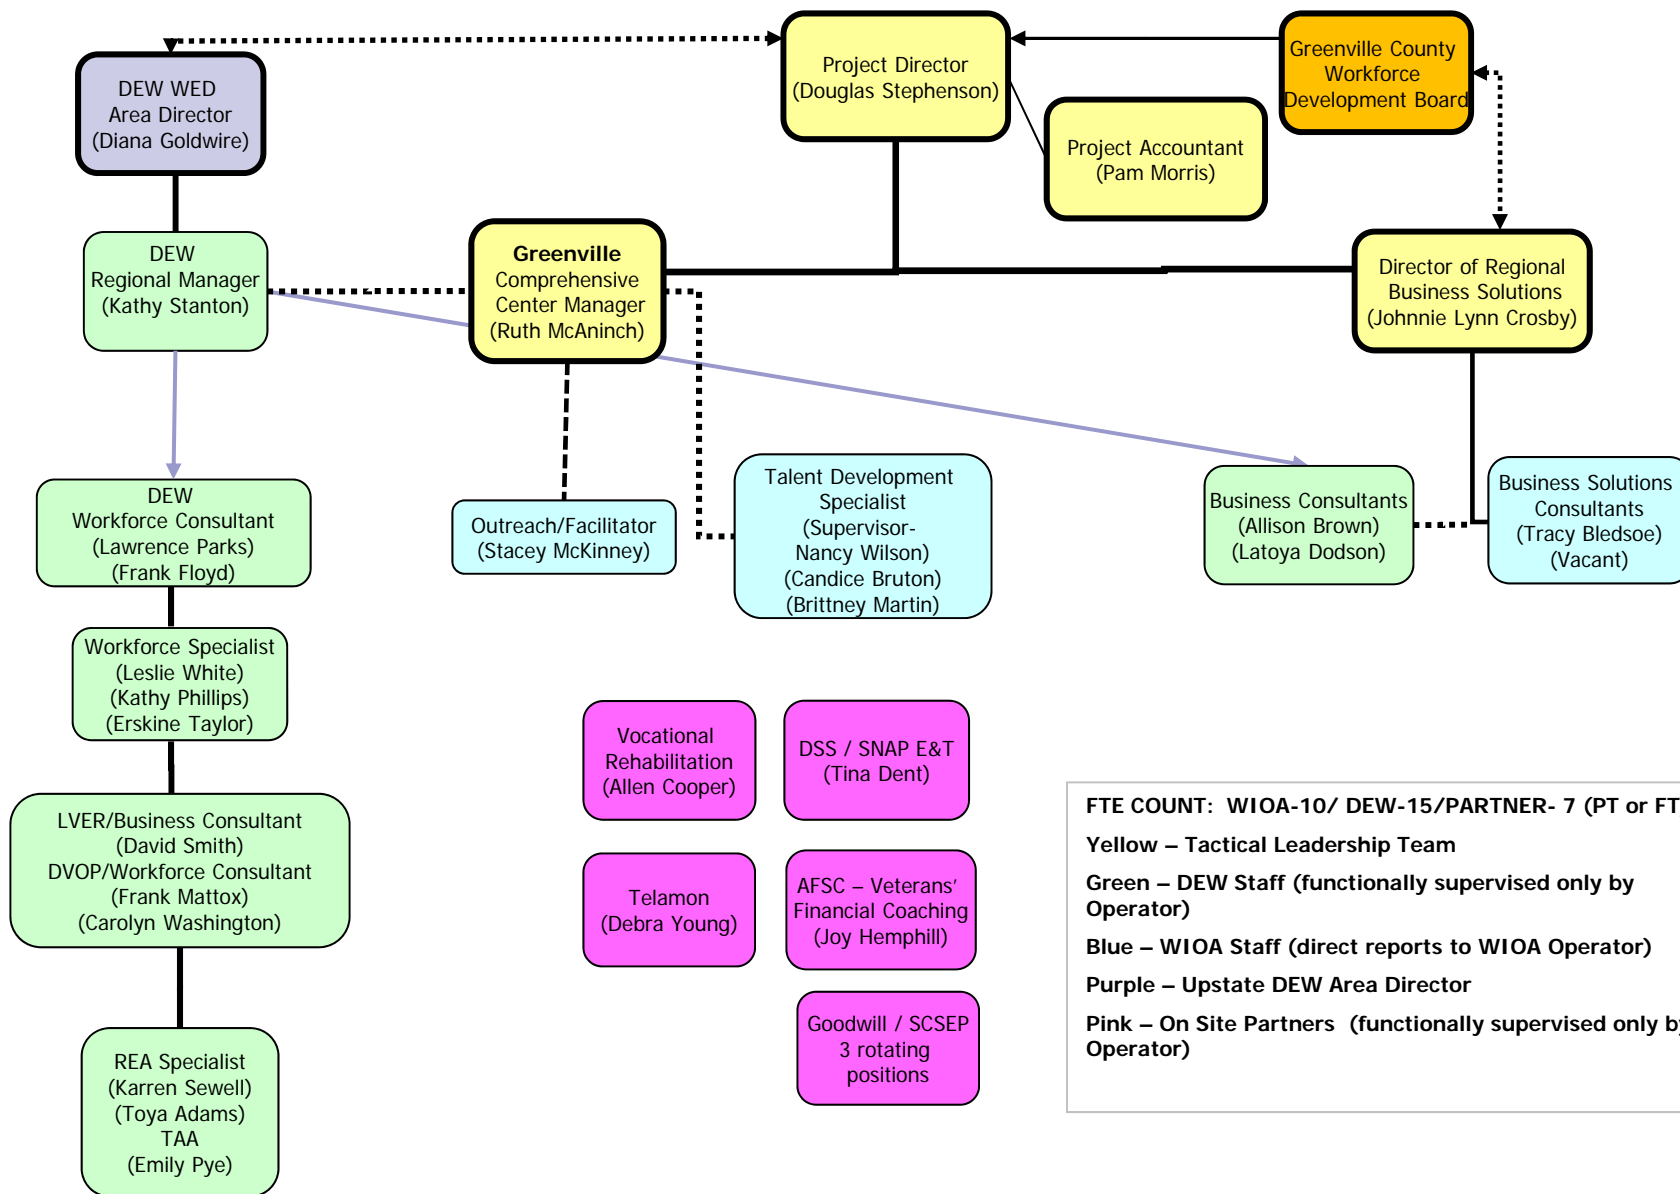 DEW WED
Area Director
(Diana Goldwire)
Project Director
(Douglas Stephenson)
Greenville County
Workforce
Development Board
Project Accountant
(Pam Morris)
DEW
Regional Manager
(Kathy Stanton)
Greenville
Comprehensive
Center Manager
(Ruth McAninch)
Director of Regional
Business Solutions
(Johnnie Lynn Crosby)
DEW
Workforce Consultant
(Lawrence Parks)
(Frank Floyd)
Outreach/Facilitator
(Stacey McKinney)
Talent Development
Specialist
(Supervisor-
Nancy Wilson)
(Candice Bruton)
(Brittney Martin)
Business Consultants
(Allison Brown)
(Latoya Dodson)
Business Solutions
Consultants
(Tracy Bledsoe)
(Vacant)
Workforce Specialist
(Leslie White)
(Kathy Phillips)
(Erskine Taylor)
LVER/Business Consultant
(David Smith)
DVOP/Workforce Consultant
(Frank Mattox)
(Carolyn Washington)
REA Specialist
(Karren Sewell)
(Toya Adams)
TAA
(Emily Pye)
Vocational
Rehabilitation
(Allen Cooper)
DSS / SNAP E&T
(Tina Dent)
Telamon
(Debra Young)
AFSC – Veterans’
Financial Coaching
(Joy Hemphill)
Goodwill / SCSEP
3 rotating
positions
FTE COUNT: WIOA-10/ DEW-15/PARTNER- 7 (PT or FT
Yellow – Tactical Leadership Team
Green – DEW Staff (functionally supervised only by
Operator)
Blue – WIOA Staff (direct reports to WIOA Operator)
Purple – Upstate DEW Area Director
Pink – On Site Partners (functionally supervised only by
Operator)